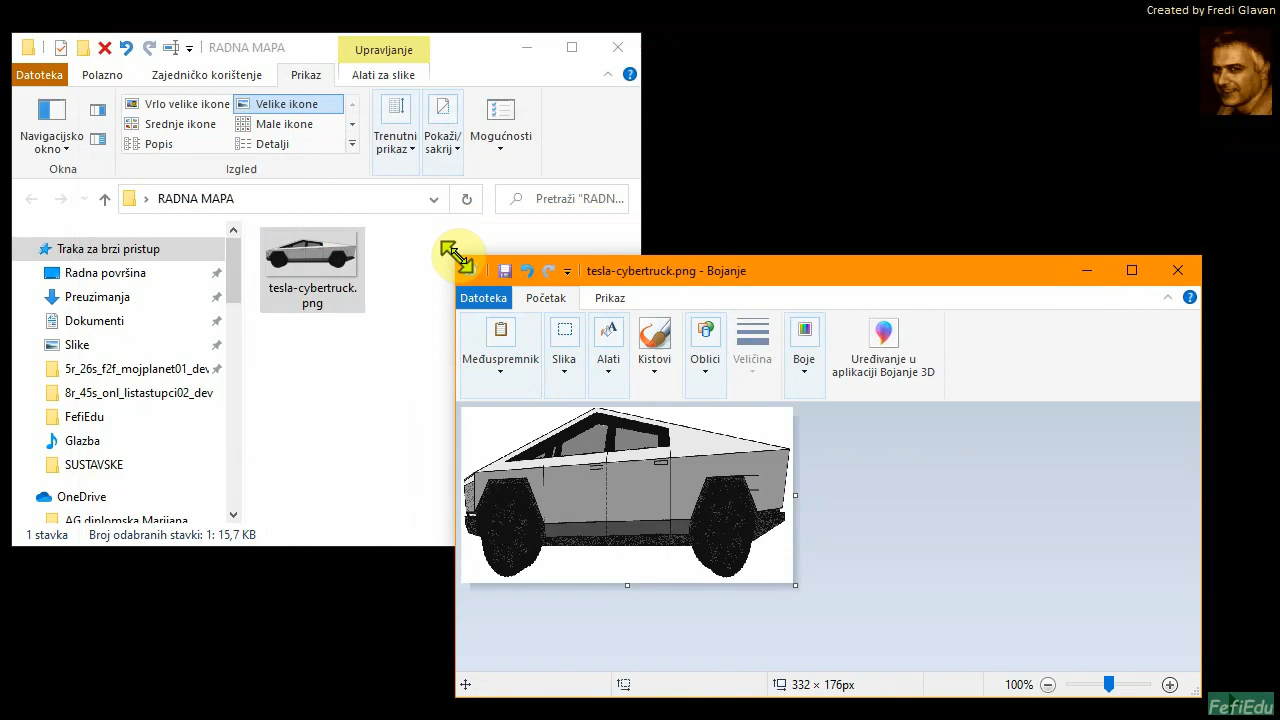 Created by Fredi Glavan
RADNA MAPA
Upravljanje
Datoteka Polazno Zajedničko korištenje Prikaz Alati za slike
Navigacijsko okno
Vrlo velike ikone Velike ikone
Srednje ikone Male ikone
Popis Detalji
Trenutni prikaz
Pokaži/ sakrij
Mogućnosti
Okna Izgled
RADNA MAPA
Pretraži "RADN...
Traka za brzi pristup
Radna površina
Preuzimanja
Dokumenti
Slike
5r_26s_f2f_mojplanet01_dev
8r_45s_onl_listastupci02_dev
FefiEdu
Glazba
SUSTAVSKE
OneDrive
AG diplomska Marijana
tesla-cybertruck.
png
1 stavka Broj odabranih stavki: 1: 15,7 KB
tesla-cybertruck.png - Bojanje
Datoteka Početak Prikaz
Međuspremnik Slika Alati Kistovi Oblici Veličina Boje Uređivanje u
aplikaciji Bojanje 3D
332 × 176px
100%
FefiEdu